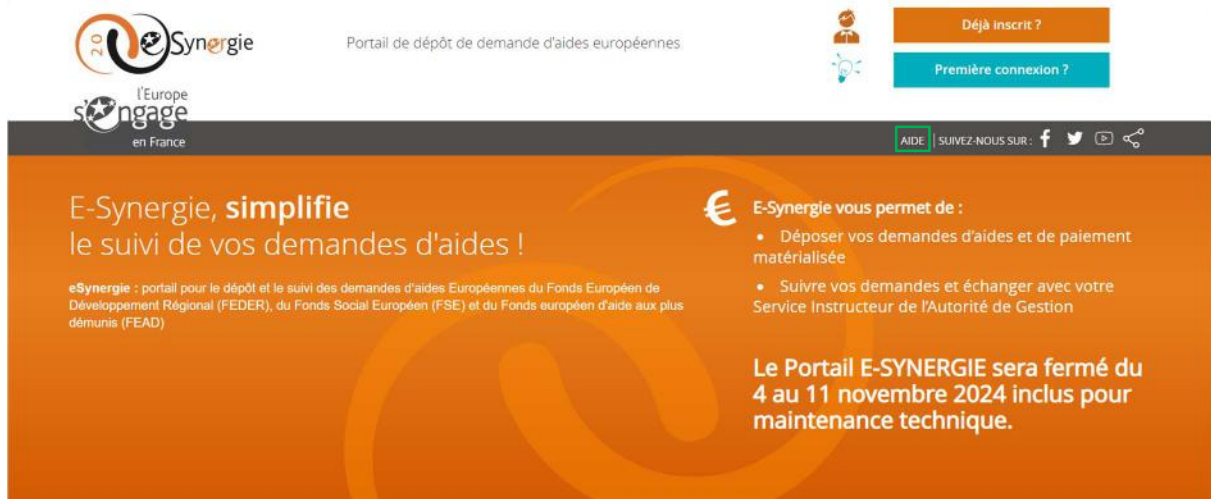 2.0 eSynergie
Portail de dépôt de demande d'aides européennes
Déjà inscrit ?
Première connexion ?
l'Europe
s'engage
en France
AIDE | SUIVEZ-NOUS SUR :
E-Synergie, simplifie
le suivi de vos demandes d'aides !
eSynergie : portail pour le dépôt et le suivi des demandes d'aides Européennes du Fonds Européen de
Développement Régional (FEDER), du Fonds Social Européen (FSE) et du Fonds européen d'aide aux plus
démunis (FEAD)
€
E-Synergie vous permet de :
• Déposer vos demandes d'aides et de paiement
matérialisée
• Suivre vos demandes et échanger avec votre
Service Instructeur de l'Autorité de Gestion
Le Portail E-SYNERGIE sera fermé du
4 au 11 novembre 2024 inclus pour
maintenance technique.